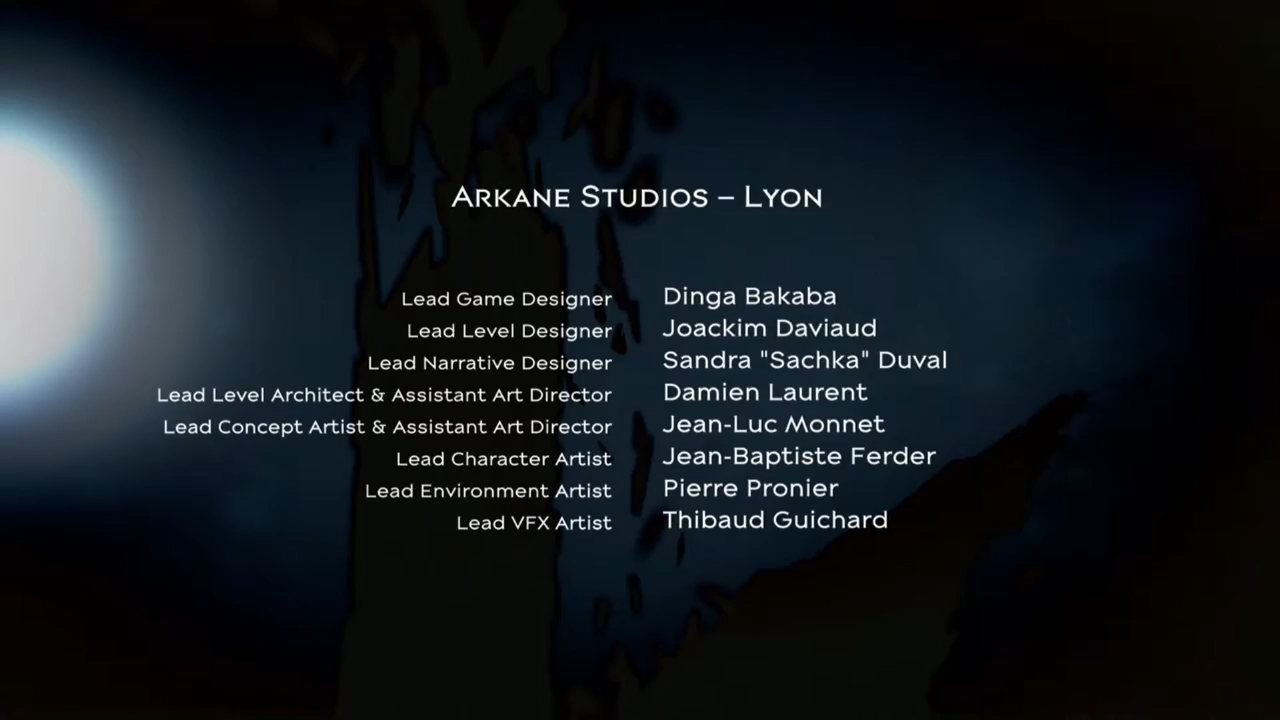 Arkane Studios – Lyon
Lead Game Designer Dinga Bakaba
Lead Level Designer Joackim Daviaud
Lead Narrative Designer Sandra "Sachka" Duval
Lead Level Architect & Assistant Art Director Damien Laurent
Lead Concept Artist & Assistant Art Director Jean-Luc Monnet
Lead Character Artist Jean-Baptiste Ferder
Lead Environment Artist Pierre Pronier
Lead VFX Artist Thibaud Guichard